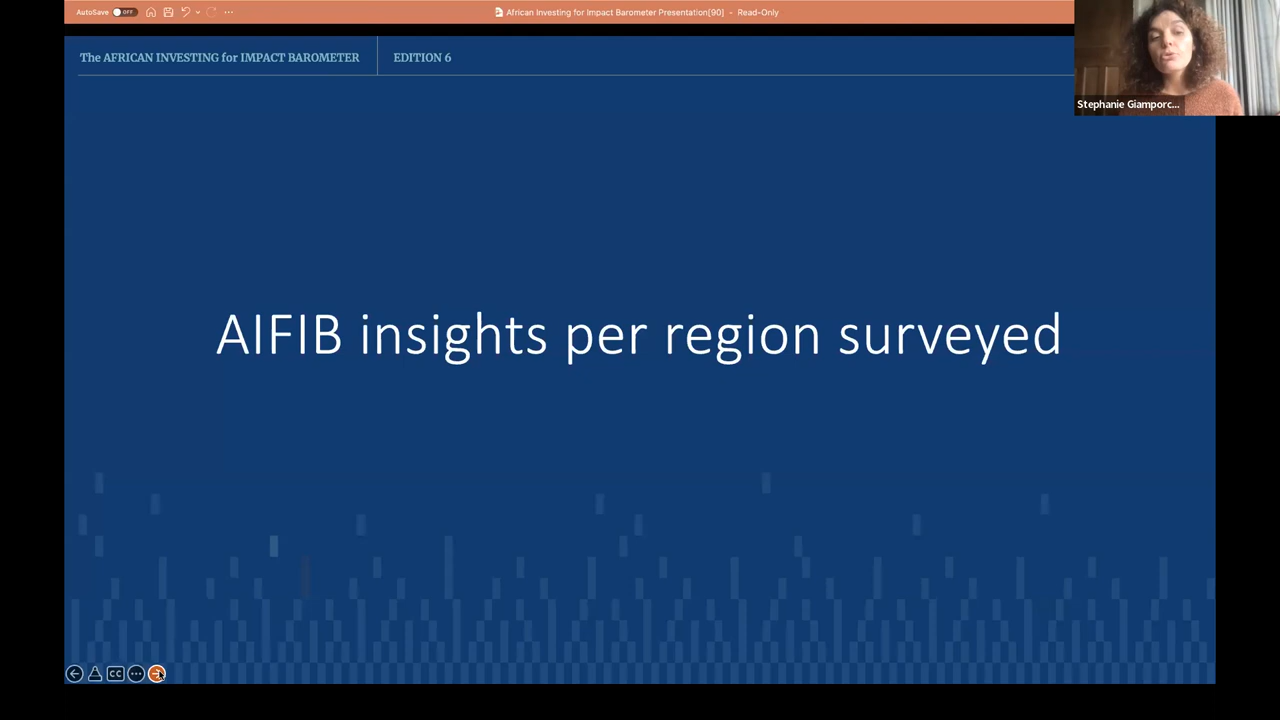 AutoSave OFF
African Investing for Impact Barometer Presentation[90] - Read-Only
The AFRICAN INVESTING for IMPACT BAROMETER
EDITION 6
Stephanie Giamporc...
AIFIB insights per region surveyed
CC